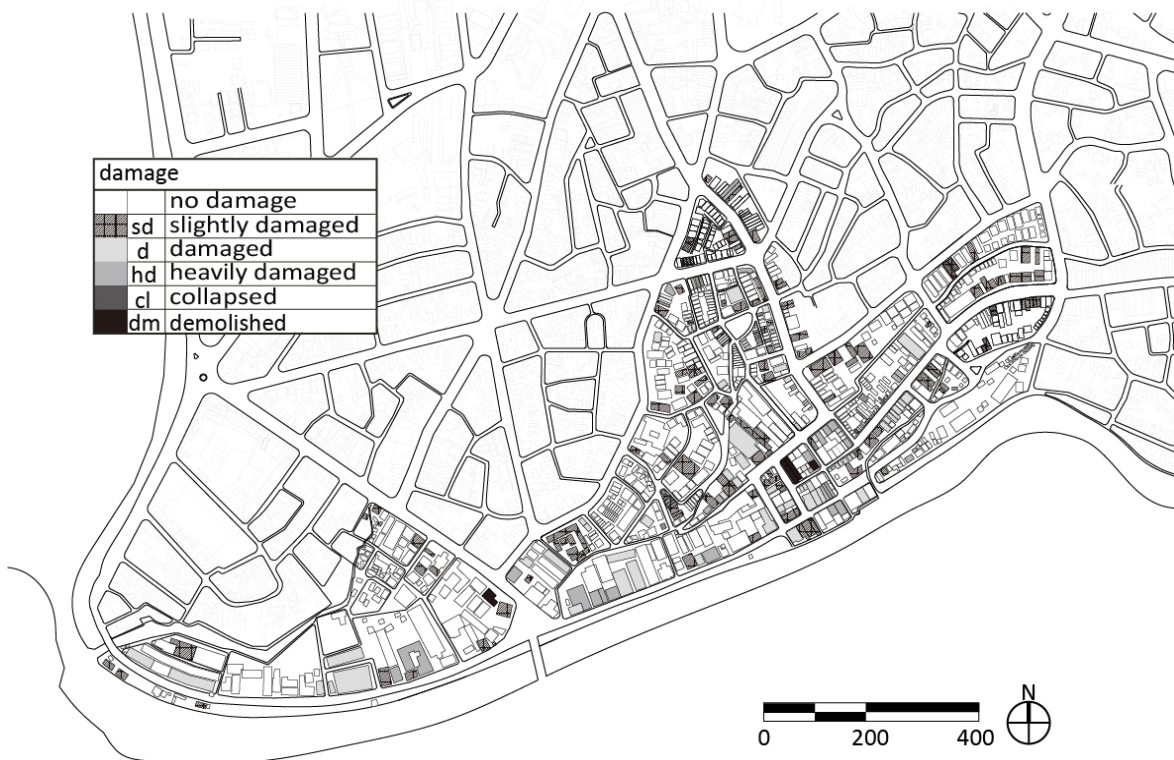 damage
no damage
sd slightly damaged
d damaged
hd heavily damaged
cl collapsed
dm demolished
N
0 200 400